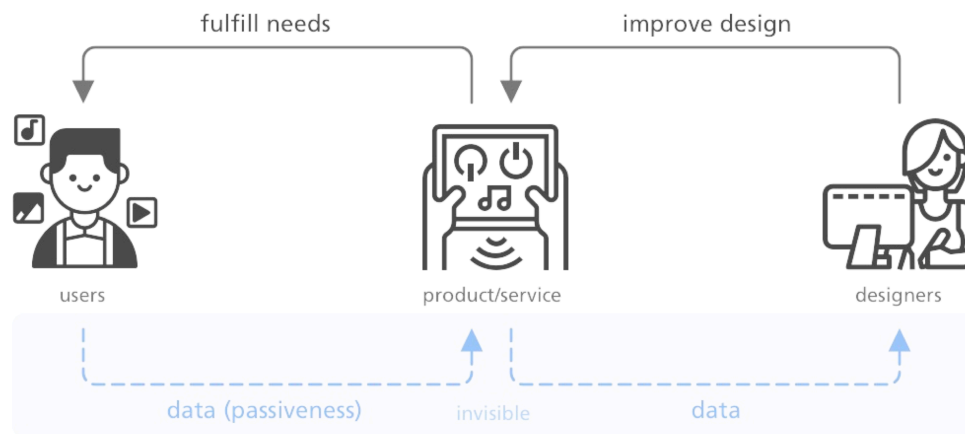 fulfill needs
improve design
users
product/service
designers
data (passiveness)
invisible
data